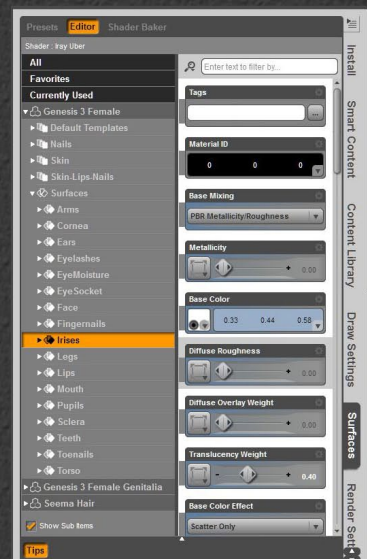 Presets Editor Shader Baker
Shader : Iray Uber
All
Favorites
Currently Used
Genesis 3 Female
Default Templates
Nails
Skin
Skin-Lips-Nails
Surfaces
Arms
Cornea
Ears
Eyelashes
EyeMoisture
EyeSocket
Face
Fingernails
Irises
Legs
Lips
Mouth
Pupils
Sclera
Teeth
Toenails
Torso
Genesis 3 Female Genitalia
Seema Hair
Show Sub Items
Tips
Enter text to filter by...
Tags
...
Material ID
0 0 0
Base Mixing
PBR Metallicity/Roughness
Metallicity
+ 0.00
Base Color
0.33 0.44 0.58
Diffuse Roughness
+ 0.00
Diffuse Overlay Weight
+ 0.00
Translucency Weight
- + 0.40
Base Color Effect
Scatter Only
Install
Smart Content
Content Library
Draw Settings
Surfaces
Render Sett